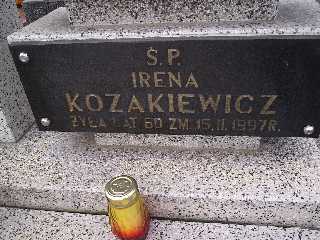 Ś.P.
IRENA
KOZAKIEWICZ
ŻYŁA LAT 60 ZM. 15.II.1997R.